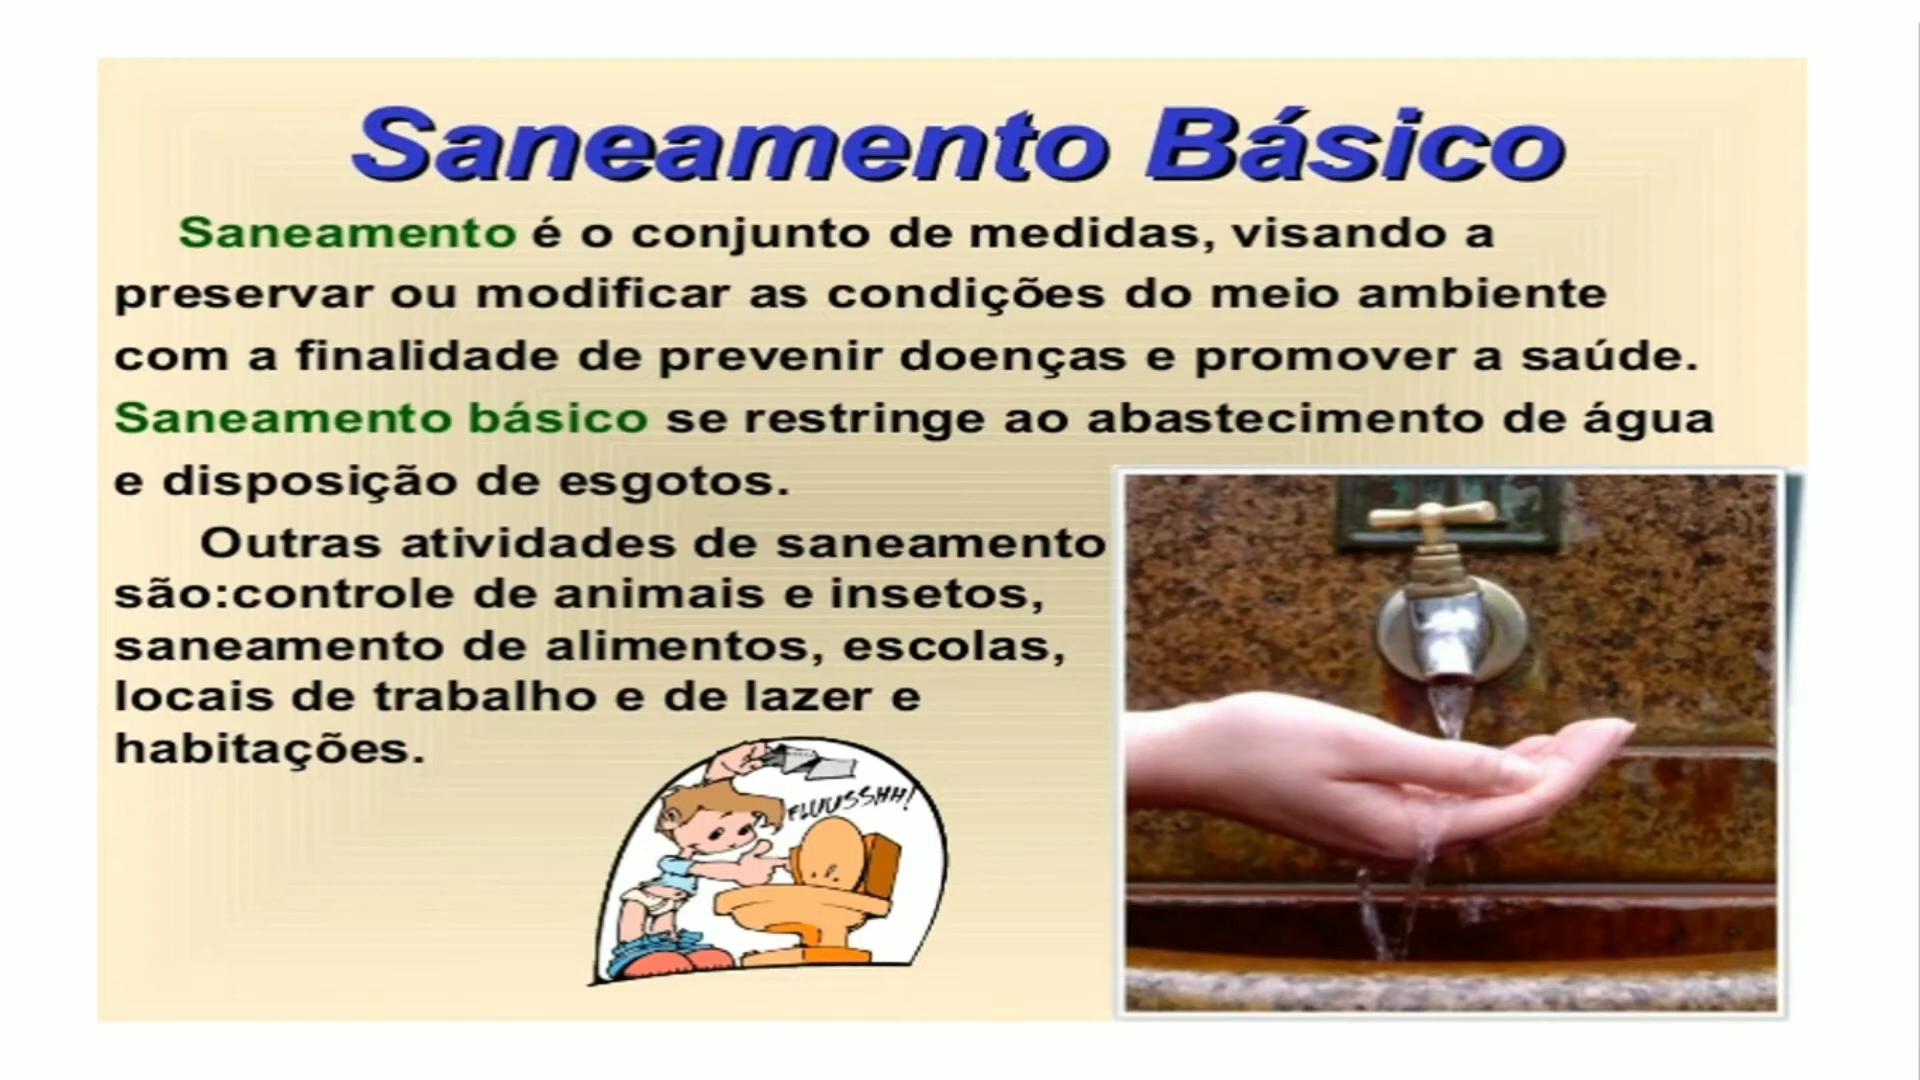 Saneamento Básico
Saneamento é o conjunto de medidas, visando a
preservar ou modificar as condições do meio ambiente
com a finalidade de prevenir doenças e promover a saúde.
Saneamento básico se restringe ao abastecimento de água
e disposição de esgotos.
Outras atividades de saneamento
são:controle de animais e insetos,
saneamento de alimentos, escolas,
locais de trabalho e de lazer e
habitações.
FLUUSSHH!